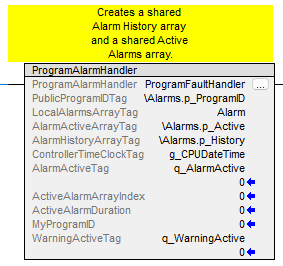 Creates a shared
Alarm History array
and a shared Active
Alarms array.
ProgramAlarmHandler
ProgramAlarmHandler ProgramFaultHandler ...
PublicProgramIDTag \Alarms.p_ProgramID
LocalAlarmsArrayTag Alarm
AlarmActiveArrayTag \Alarms.p_Active
AlarmHistoryArrayTag \Alarms.p_History
ControllerTimeClockTag g_CPUDateTime
AlarmActiveTag q_AlarmActive
0
ActiveAlarmArrayIndex 0
ActiveAlarmDuration 0
MyProgramID 0
WarningActiveTag q_WarningActive
0